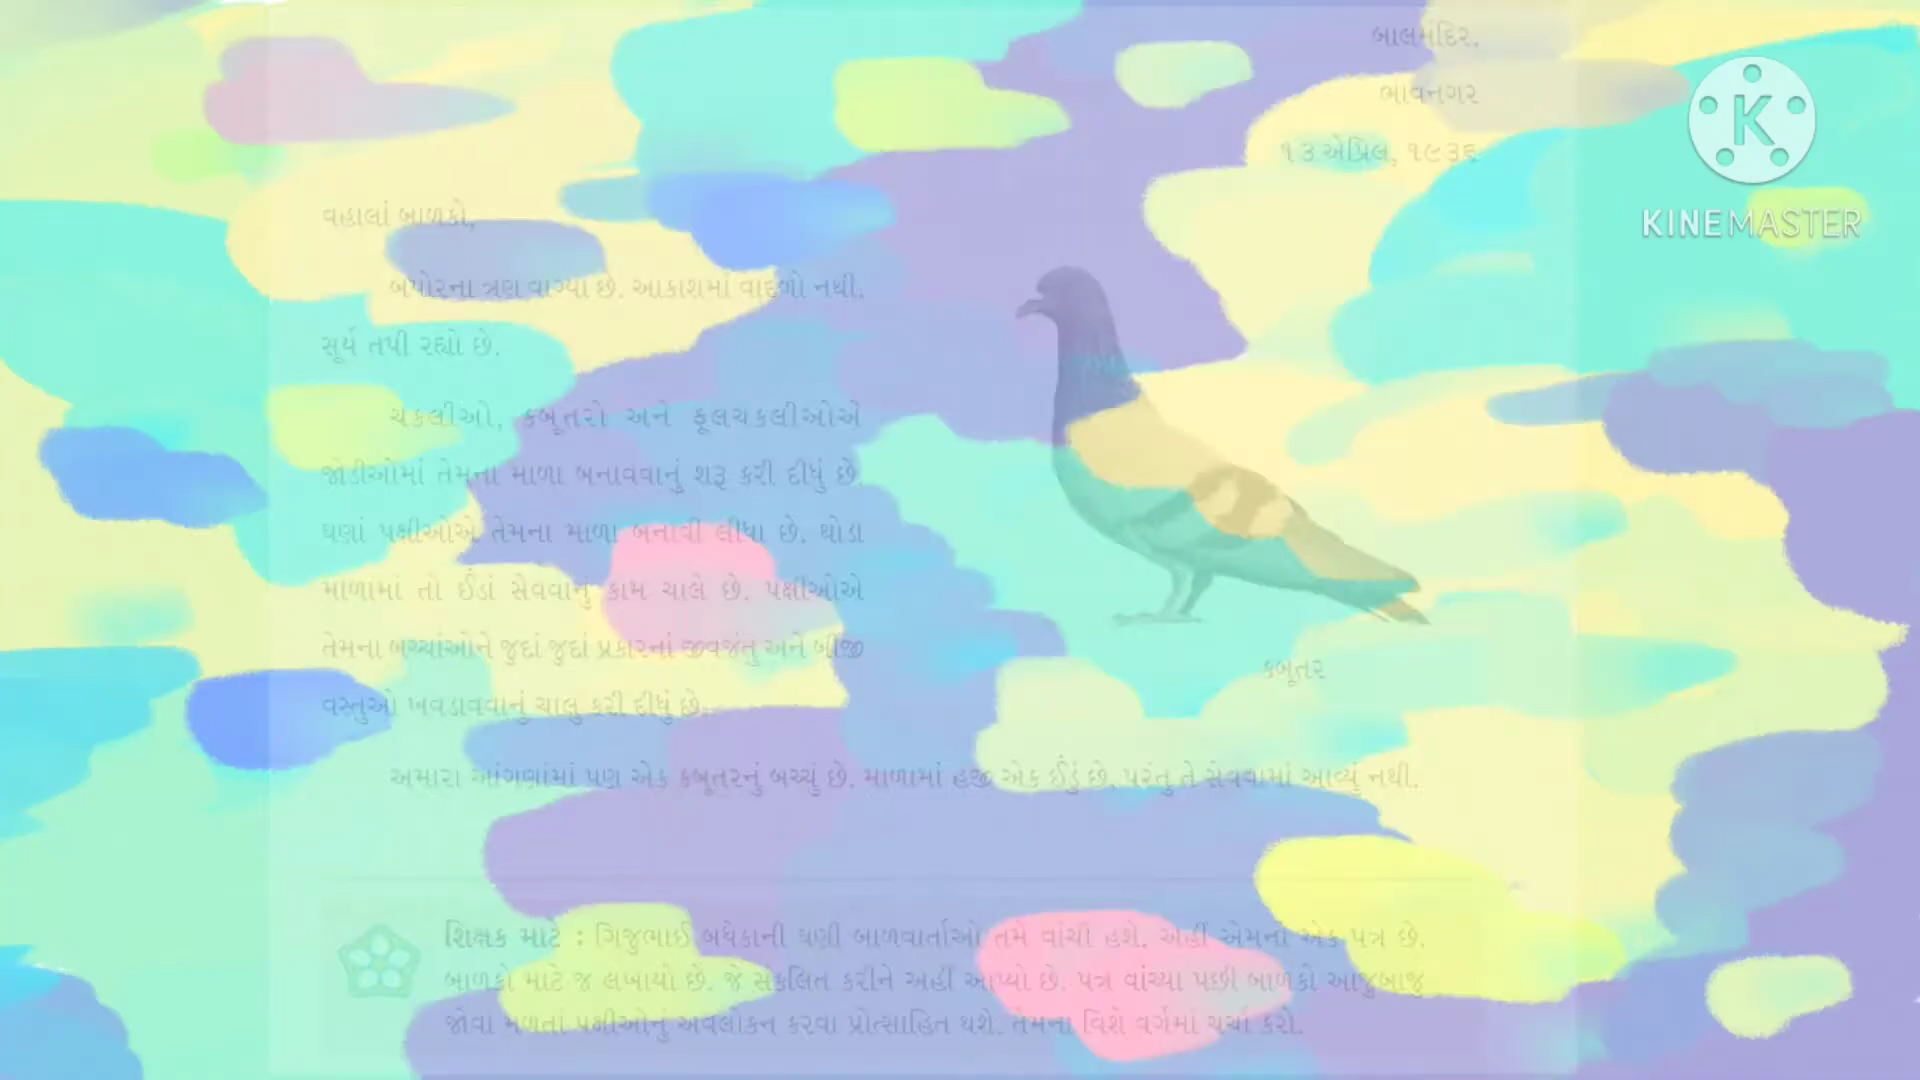 બાલમંદિર,
ભાવનગર
૧૩ એપ્રિલ, ૧૯૩૬
KINEMASTER
વહાલાં બાળકો,
બપોરના ત્રણ વાગ્યા છે. આકાશમાં વાદળો નથી.
સૂર્ય તપી રહ્યો છે.
ચકલીઓ, કબૂતરો અને ફૂલચકલીઓએ
જોડીઓમાં તેમના માળા બનાવવાનું શરૂ કરી દીધું છે.
ઘણાં પક્ષીઓએ તેમના માળા બનાવી લીધા છે. થોડા
માળામાં તો ઈંડાં સેવવાનું કામ ચાલે છે. પક્ષીઓએ
તેમના બચ્ચાંઓને જુદાં જુદાં પ્રકારનાં જીવજંતુ અને બીજી
વસ્તુઓ ખવડાવવાનું ચાલુ કરી દીધું છે.
કબૂતર
અમારા આંગણાંમાં પણ એક કબૂતરનું બચ્ચું છે. માળામાં હજી એક ઈંડું છે, પરંતુ તે સેવવામાં આવ્યું નથી.
શિક્ષક માટે : ગિજુભાઈ બધેકાની ઘણી બાળવાર્તાઓ તમે વાંચી હશે. અહીં એમનો એક પત્ર છે.
બાળકો માટે જ લખાયો છે. જે સંકલિત કરીને અહીં આપ્યો છે. પત્ર વાંચ્યા પછી બાળકો આજુબાજુ
જોવા મળતાં પક્ષીઓનું અવલોકન કરવા પ્રોત્સાહિત થશે. તેમના વિશે વર્ગમાં ચર્ચા કરો.